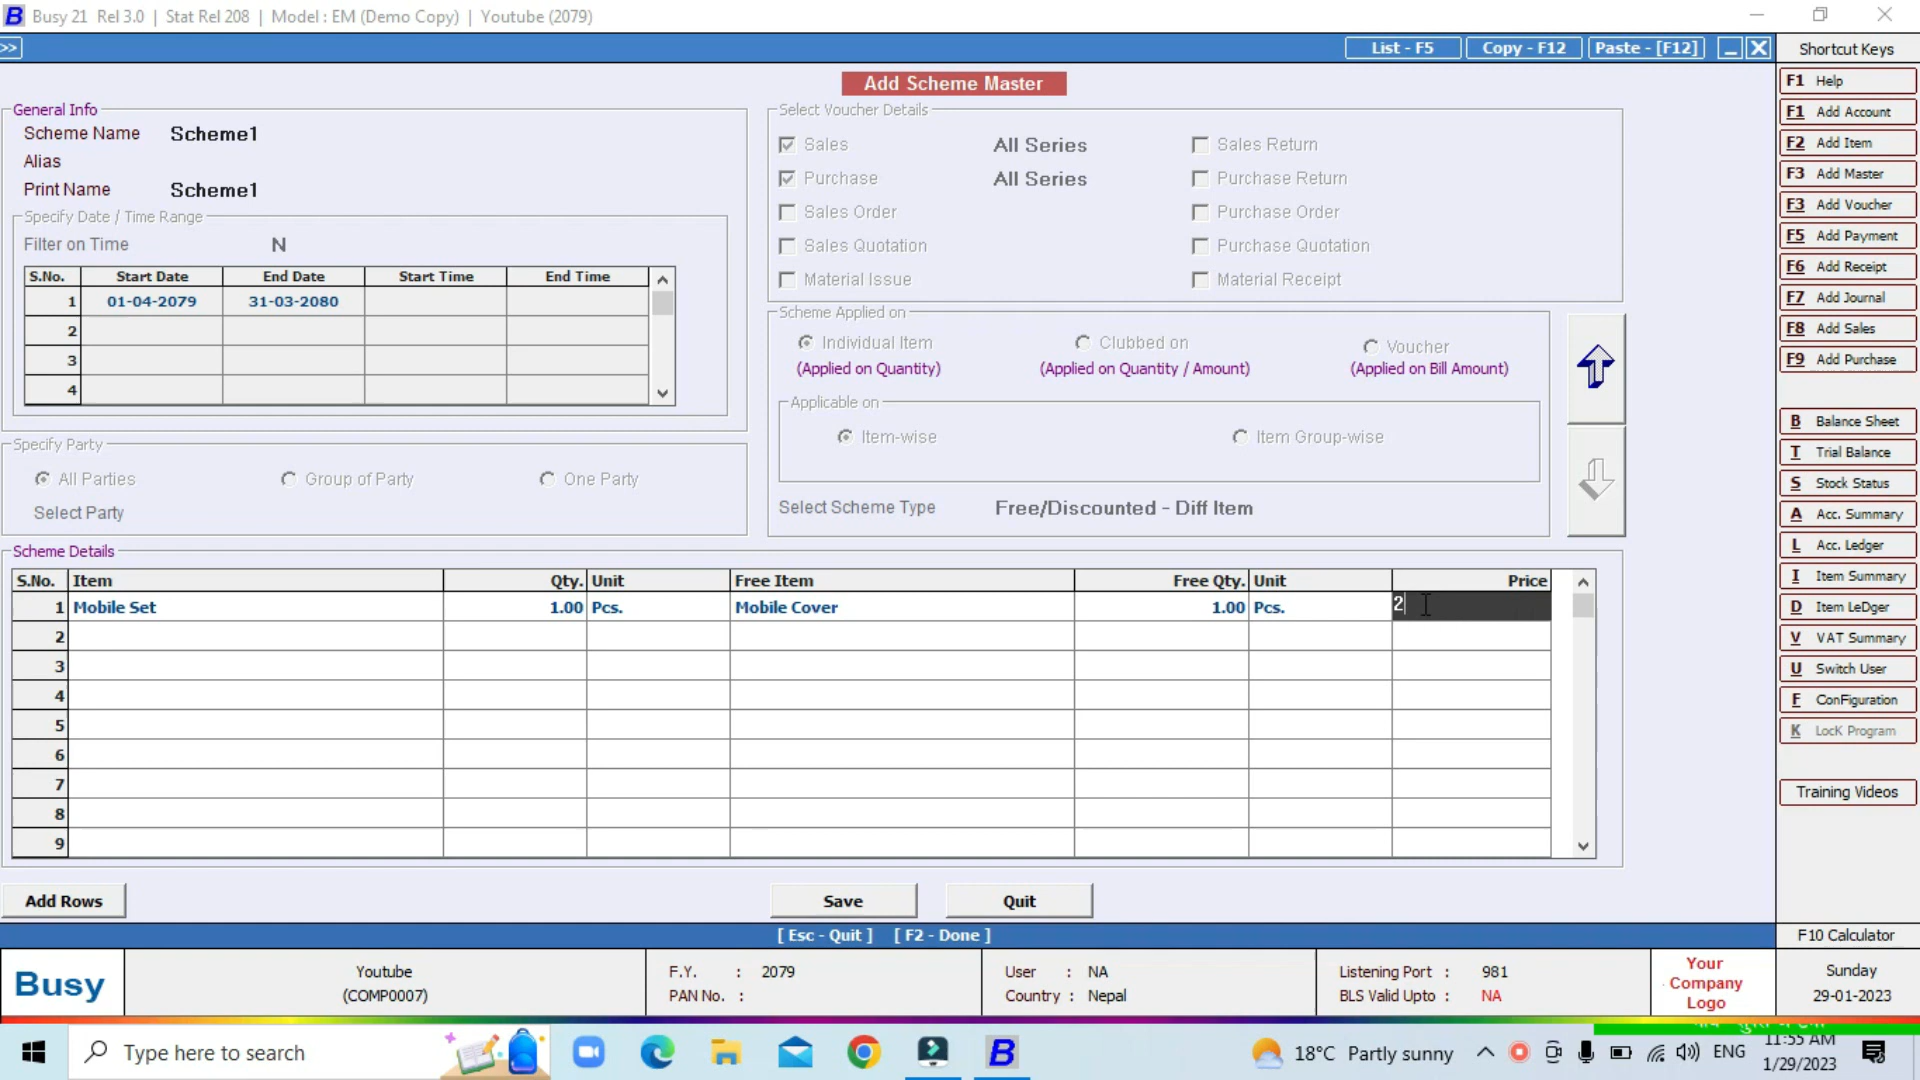 Busy 21 Rel 3.0 | Stat Rel 208 | Model : EM (Demo Copy) | Youtube (2079)
>> List - F5 Copy - F12 Paste - [F12] Shortcut Keys
Add Scheme Master
General Info
Scheme Name Scheme1
Alias
Print Name Scheme1
Specify Date / Time Range
Filter on Time N
S.No. Start Date End Date Start Time End Time
1 01-04-2079 31-03-2080
2
3
4
Specify Party
All Parties Group of Party One Party
Select Party
Select Voucher Details
Sales All Series Sales Return
Purchase All Series Purchase Return
Sales Order Purchase Order
Sales Quotation Purchase Quotation
Material Issue Material Receipt
Scheme Applied on
Individual Item Clubbed on Voucher
(Applied on Quantity) (Applied on Quantity / Amount) (Applied on Bill Amount)
Applicable on
Item-wise Item Group-wise
Select Scheme Type Free/Discounted - Diff Item
Scheme Details
S.No. Item Qty. Unit Free Item Free Qty. Unit Price
1 Mobile Set 1.00 Pcs. Mobile Cover 1.00 Pcs. 2
2
3
4
5
6
7
8
9
Add Rows Save Quit
[ Esc - Quit ] [ F2 - Done ]
F1 Help
F1 Add Account
F2 Add Item
F3 Add Master
F3 Add Voucher
F5 Add Payment
F6 Add Receipt
F7 Add Journal
F8 Add Sales
F9 Add Purchase
B Balance Sheet
T Trial Balance
S Stock Status
A Acc. Summary
L Acc. Ledger
I Item Summary
D Item LeDger
V VAT Summary
U Switch User
F ConFiguration
K LocK Program
Training Videos
F10 Calculator
Busy
Youtube
(COMP0007)
F.Y. : 2079
PAN No. :
User : NA
Country : Nepal
Listening Port : 981
BLS Valid Upto : NA
Your
Company
Logo
Sunday
29-01-2023
Type here to search
18°C Partly sunny
ENG
11:55 AM
1/29/2023